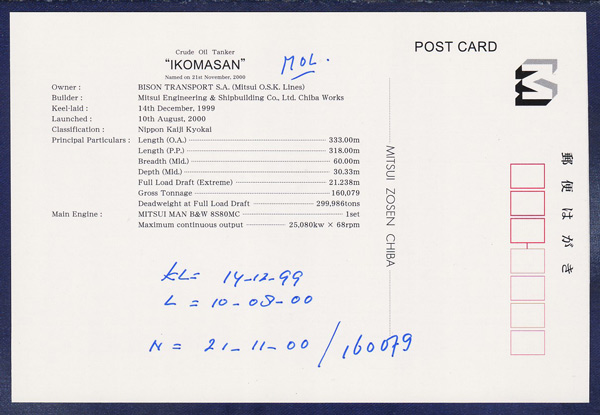 POST CARD
Crude Oil Tanker
"IKOMASAN"
Named on 21st November, 2000
MOL.
Owner : BISON TRANSPORT S.A. (Mitsui O.S.K. Lines)
Builder : Mitsui Engineering & Shipbuilding Co., Ltd. Chiba Works
Keel-laid : 14th December, 1999
Launched : 10th August, 2000
Classification : Nippon Kaiji Kyokai
Principal Particulars : Length (O.A.) 333.00m
Length (P.P.) 318.00m
Breadth (Mld.) 60.00m
Depth (Mld.) 30.33m
Full Load Draft (Extreme) 21.238m
Gross Tonnage 160,079
Deadweight at Full Load Draft 299,986tons
Main Engine : MITSUI MAN B&W 8S80MC 1set
Maximum continuous output 25,080kw × 68rpm
KL= 14-12-99
L = 10-08-00
N = 21-11-00 / 160079
MITSUI ZOSEN CHIBA
郵便はがき